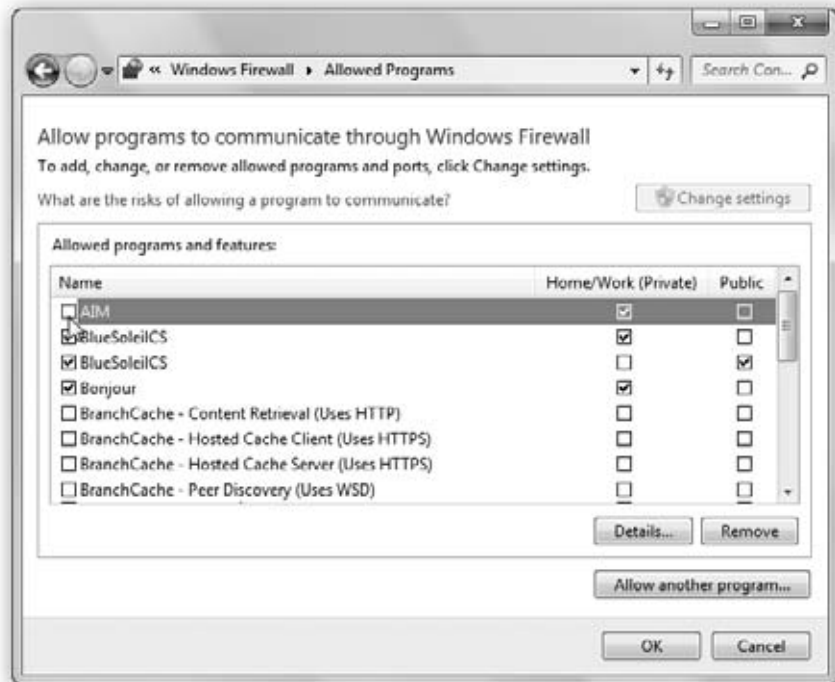 « Windows Firewall ▸ Allowed Programs
Search Con...
Allow programs to communicate through Windows Firewall
To add, change, or remove allowed programs and ports, click Change settings.
What are the risks of allowing a program to communicate?
Change settings
Allowed programs and features:
Name Home/Work (Private) Public
AIM
BlueSoleilCS
BlueSoleilCS
Bonjour
BranchCache - Content Retrieval (Uses HTTP)
BranchCache - Hosted Cache Client (Uses HTTPS)
BranchCache - Hosted Cache Server (Uses HTTPS)
BranchCache - Peer Discovery (Uses WSD)
Details... Remove
Allow another program...
OK Cancel